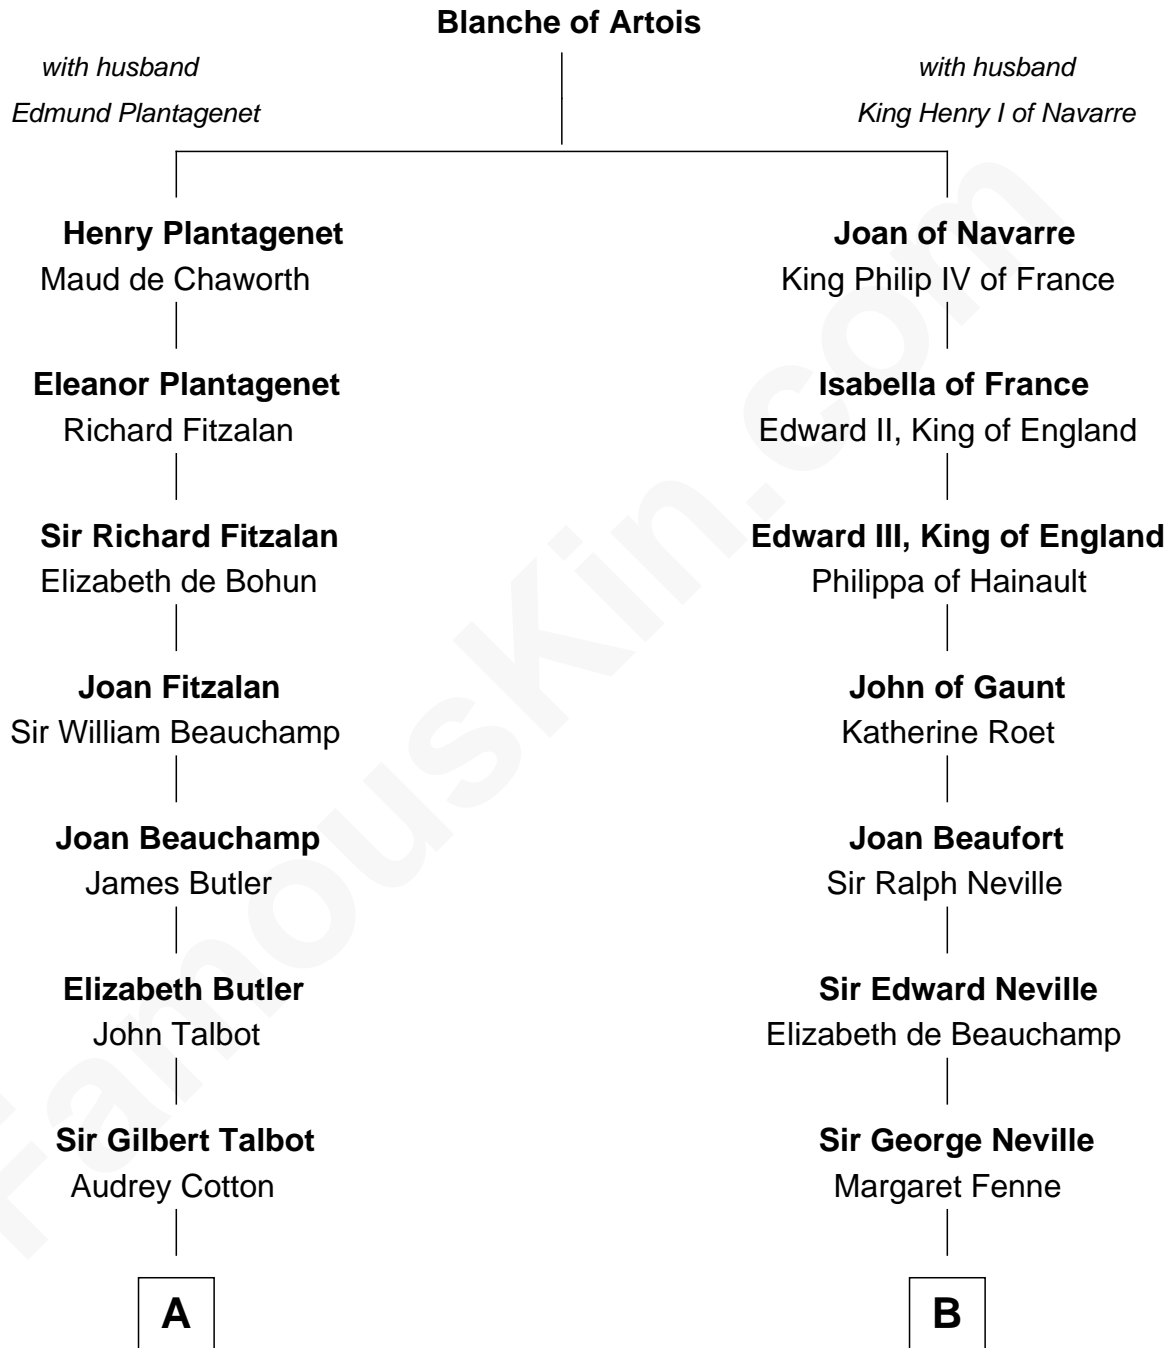 Blanche of Artois
with husband
Edmund Plantagenet
with husband
King Henry I of Navarre
Henry Plantagenet
Maud de Chaworth
Joan of Navarre
King Philip IV of France
Eleanor Plantagenet
Richard Fitzalan
Isabella of France
Edward II, King of England
Sir Richard Fitzalan
Elizabeth de Bohun
Edward III, King of England
Philippa of Hainault
Joan Fitzalan
Sir William Beauchamp
John of Gaunt
Katherine Roet
Joan Beauchamp
James Butler
Joan Beaufort
Sir Ralph Neville
Elizabeth Butler
John Talbot
Sir Edward Neville
Elizabeth de Beauchamp
Sir Gilbert Talbot
Audrey Cotton
Sir George Neville
Margaret Fenne
A
B
FamousKin.com